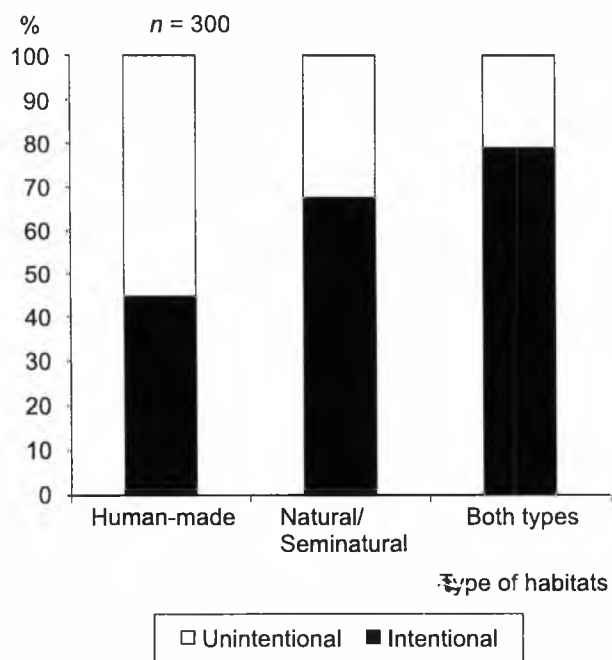 % n = 300
100
90
80
70
60
50
40
30
20
10
0
Human-made Natural/ Both types
Seminatural
Type of habitats
Unintentional Intentional